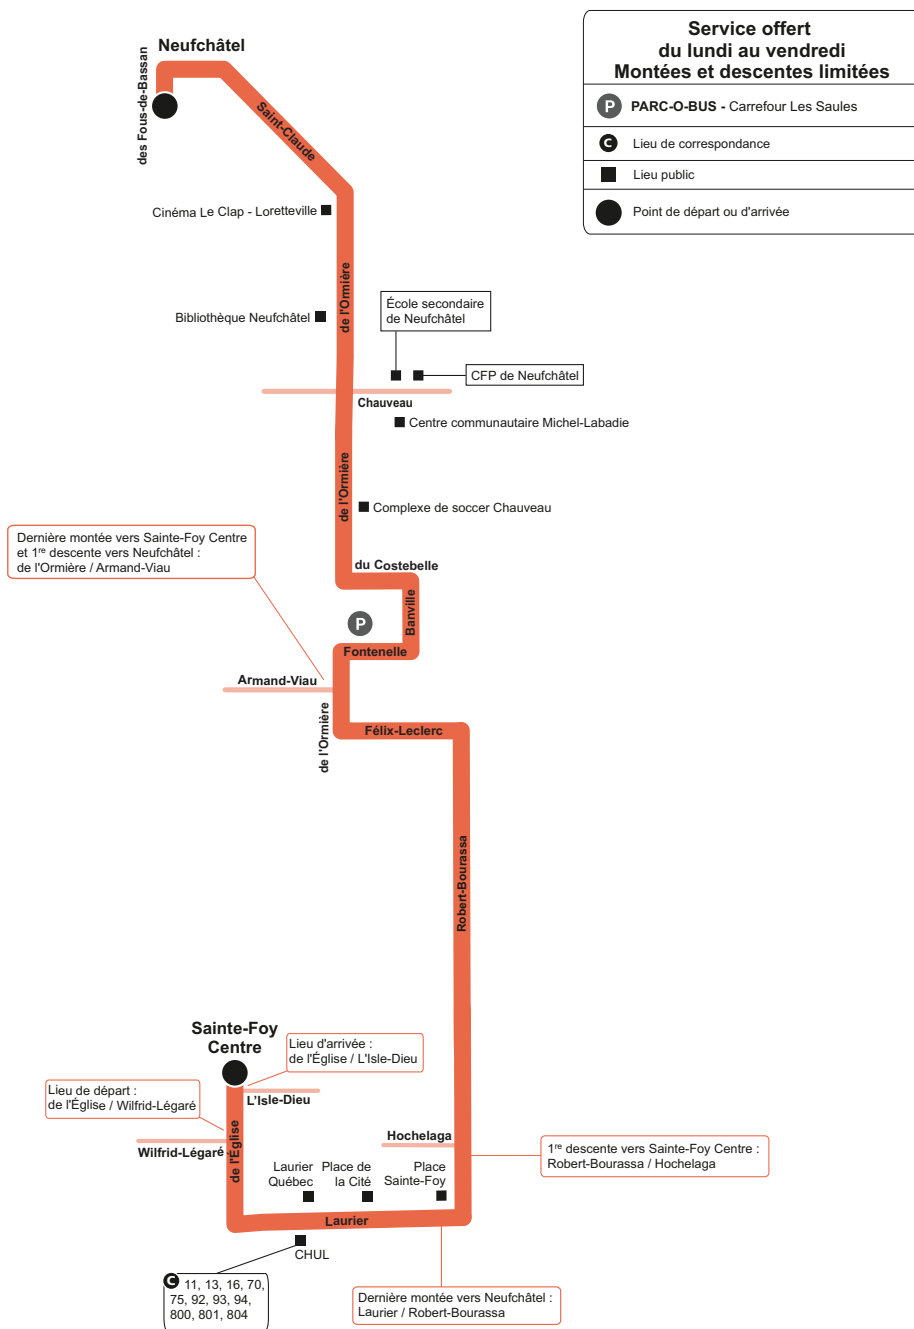 Service offert
du lundi au vendredi
Montées et descentes limitées
P PARC-O-BUS - Carrefour Les Saules
C Lieu de correspondance
Lieu public
Point de départ ou d'arrivée
Neufchâtel
des Fous-de-Bassan
Saint-Claude
Cinéma Le Clap - Loretteville
de l'Ormière
Bibliothèque Neufchâtel
École secondaire
de Neufchâtel
CFP de Neufchâtel
Chauveau
Centre communautaire Michel-Labadie
de l'Ormière
Complexe de soccer Chauveau
Dernière montée vers Sainte-Foy Centre
et 1re descente vers Neufchâtel :
de l'Ormière / Armand-Viau
du Costebelle
Banville
P
Fontenelle
Armand-Viau
de l'Ormière
Félix-Leclerc
Robert-Bourassa
Sainte-Foy
Centre
Lieu d'arrivée :
de l'Église / L'Isle-Dieu
Lieu de départ :
de l'Église / Wilfrid-Légaré
L'Isle-Dieu
Wilfrid-Légaré
de l'Église
Hochelaga
1re descente vers Sainte-Foy Centre :
Robert-Bourassa / Hochelaga
Laurier
Québec
Place de
la Cité
Place
Sainte-Foy
Laurier
CHUL
C 11, 13, 16, 70,
75, 92, 93, 94,
800, 801, 804
Dernière montée vers Neufchâtel :
Laurier / Robert-Bourassa